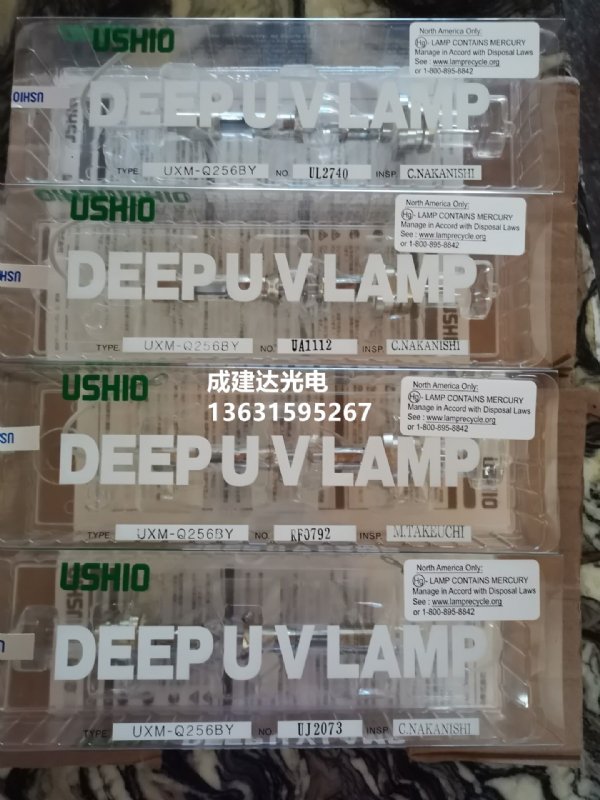 USHIO
North America Only:
Hg - LAMP CONTAINS MERCURY
Manage in Accord with Disposal Laws
See : www.lamprecycle.org
or 1-800-895-8842
USHIO
DEEP UV LAMP
TYPE UXM-Q256BY NO. UL2740 INSP. C.NAKANISHI
USHIO
North America Only:
Hg - LAMP CONTAINS MERCURY
Manage in Accord with Disposal Laws
See : www.lamprecycle.org
or 1-800-895-8842
USHIO
DEEP UV LAMP
TYPE UXM-Q256BY NO. UA1112 INSP. C.NAKANISHI
USHIO
成建达光电
13631595267
North America Only:
Hg - LAMP CONTAINS MERCURY
Manage in Accord with Disposal Laws
See : www.lamprecycle.org
or 1-800-895-8842
DEEP UV LAMP
TYPE UXM-Q256BY NO. RF0792 INSP. M.TAKEUCHI
USHIO
North America Only:
Hg - LAMP CONTAINS MERCURY
Manage in Accord with Disposal Laws
See : www.lamprecycle.org
or 1-800-895-8842
DEEP UV LAMP
TYPE UXM-Q256BY NO. UJ2073 INSP. C.NAKANISHI